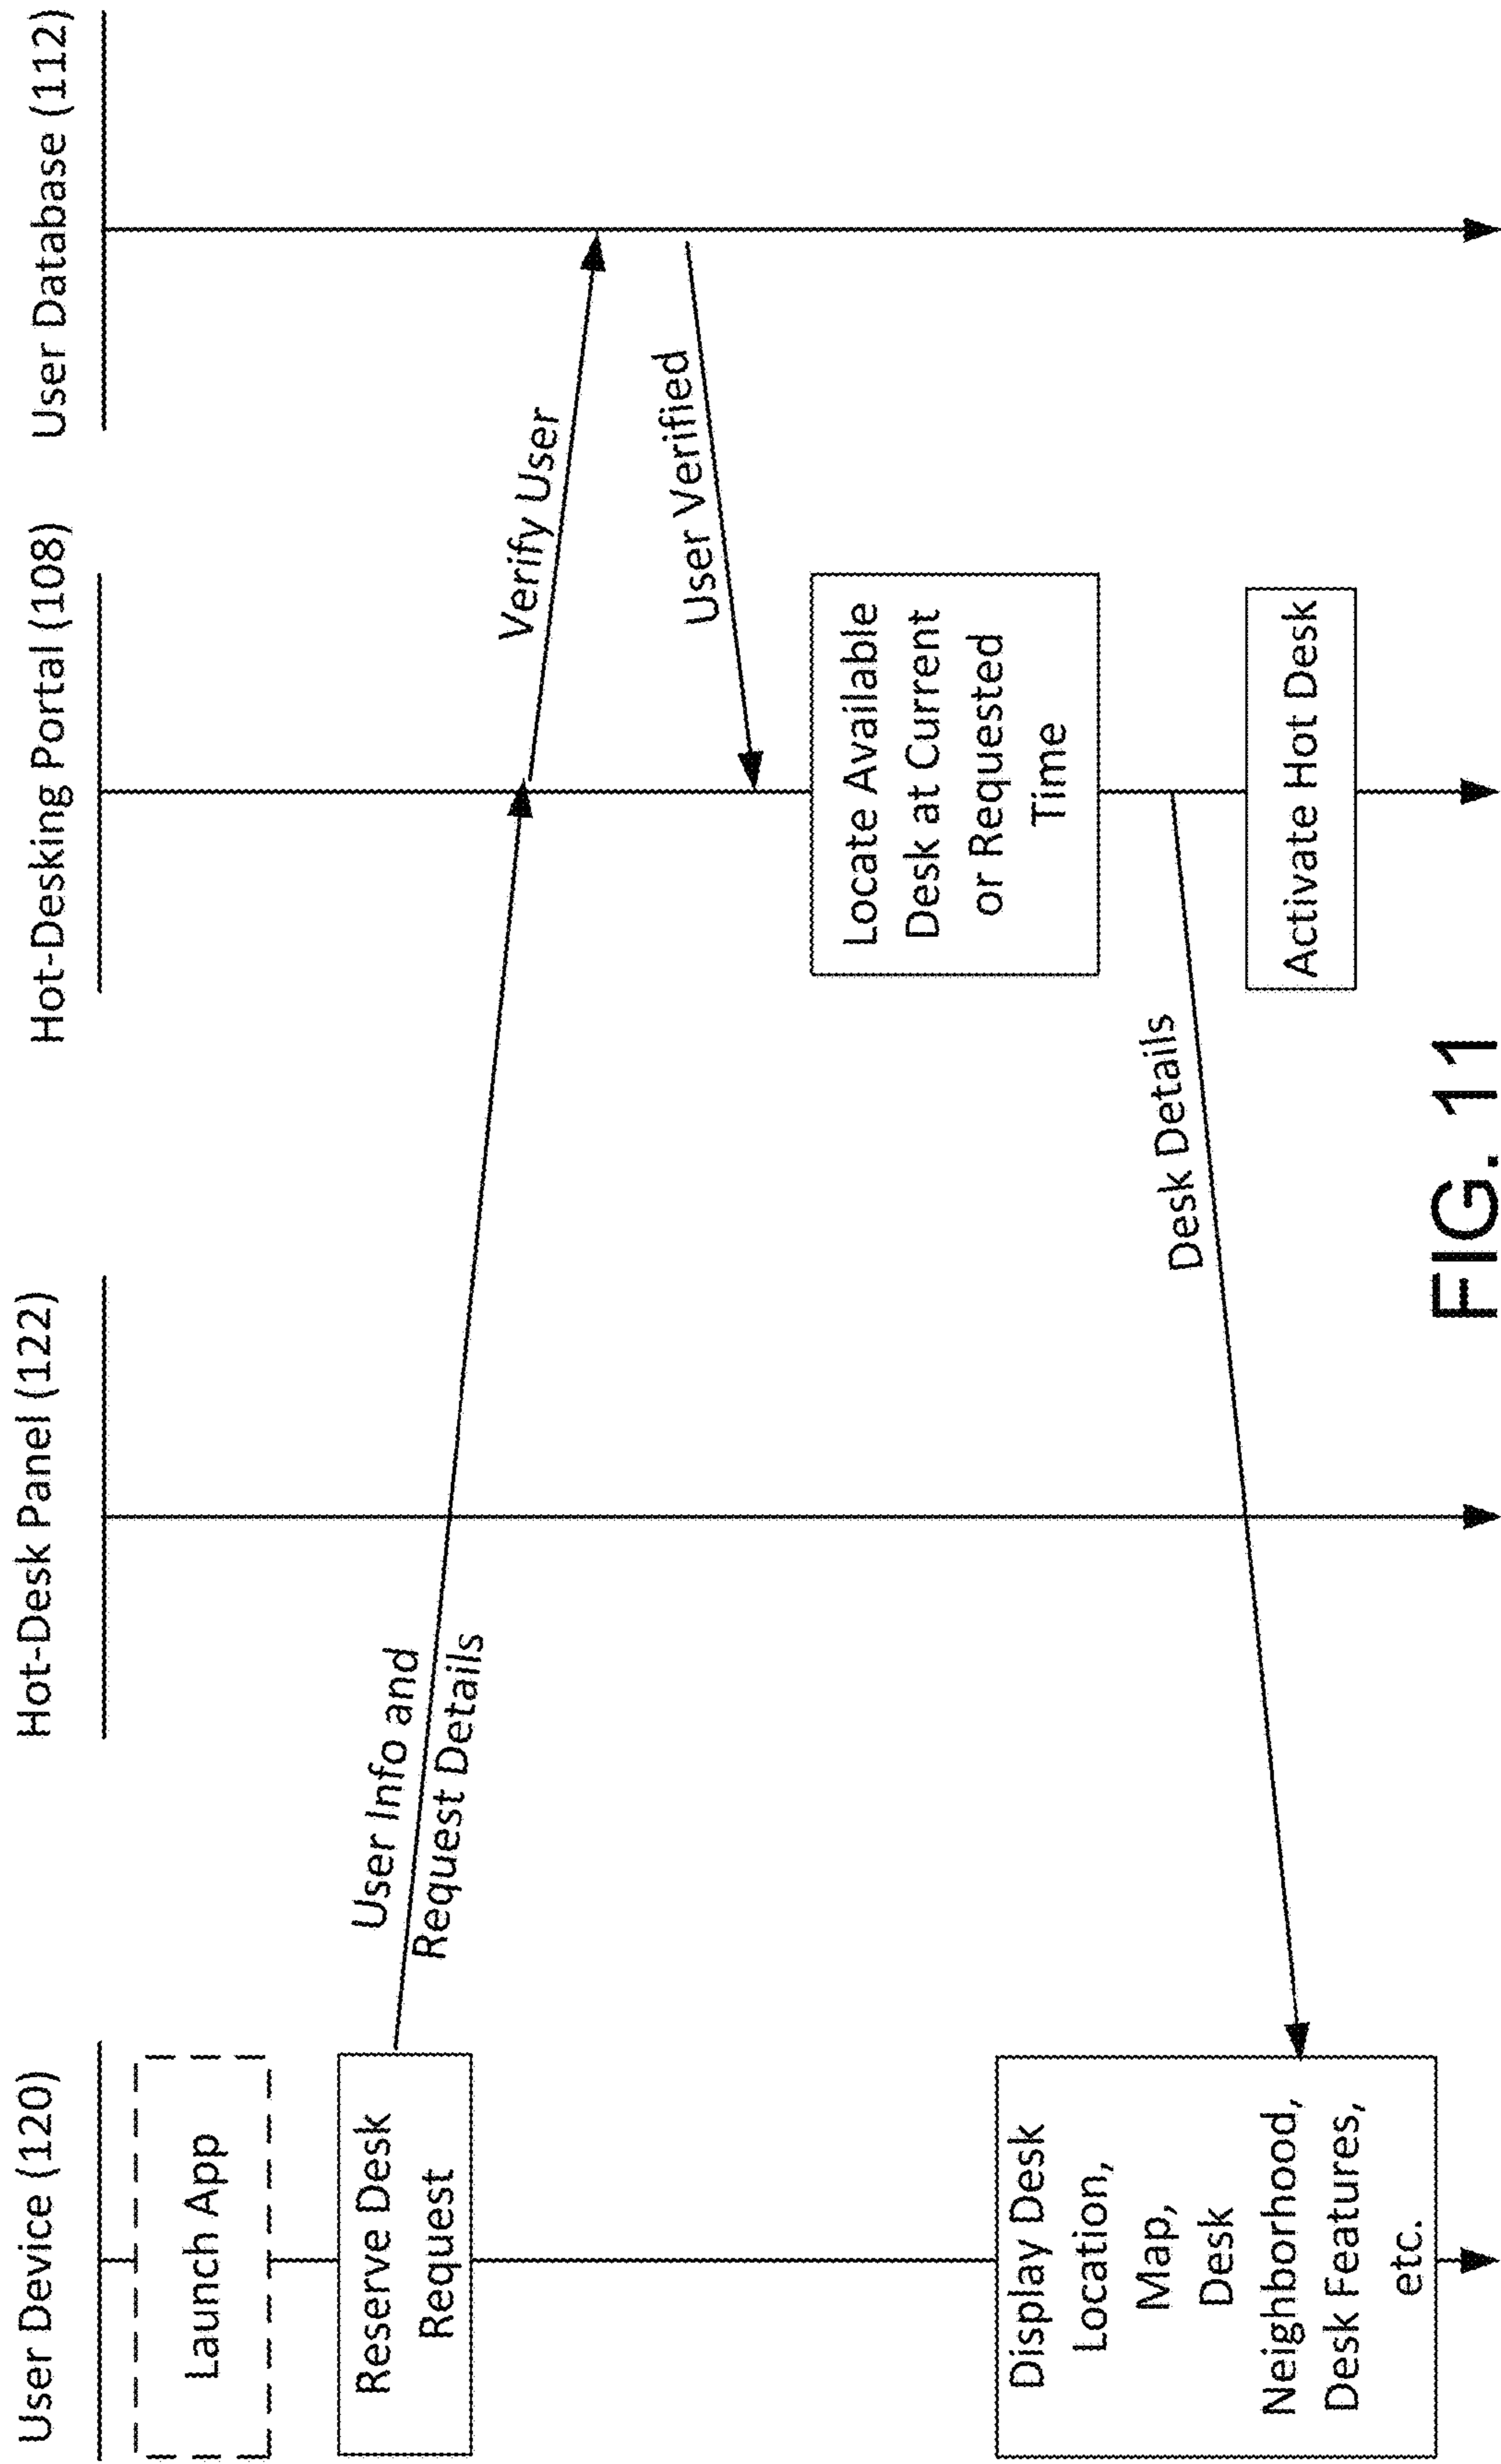 User Device (120)
Hot-Desk Panel (122)
Hot-Desking Portal (108)
User Database (112)
Launch App
Reserve Desk
Request
User Info and
Request Details
Verify User
User Verified
Locate Available
Desk at Current
or Requested
Time
Desk Details
Display Desk
Location,
Map,
Desk
Neighborhood,
Desk Features,
etc.
Activate Hot Desk
FIG. 11